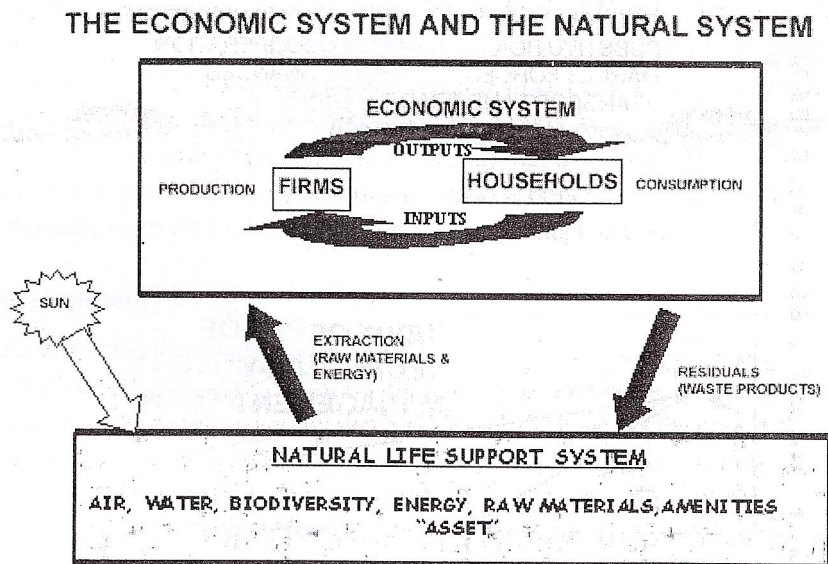 THE ECONOMIC SYSTEM AND THE NATURAL SYSTEM
ECONOMIC SYSTEM
OUTPUTS
PRODUCTION
FIRMS
HOUSEHOLDS
CONSUMPTION
INPUTS
SUN
EXTRACTION
(RAW MATERIALS &
ENERGY)
RESIDUALS
(WASTE PRODUCTS)
NATURAL LIFE SUPPORT SYSTEM
AIR, WATER, BIODIVERSITY, ENERGY, RAW MATERIALS, AMENITIES
"ASSET"